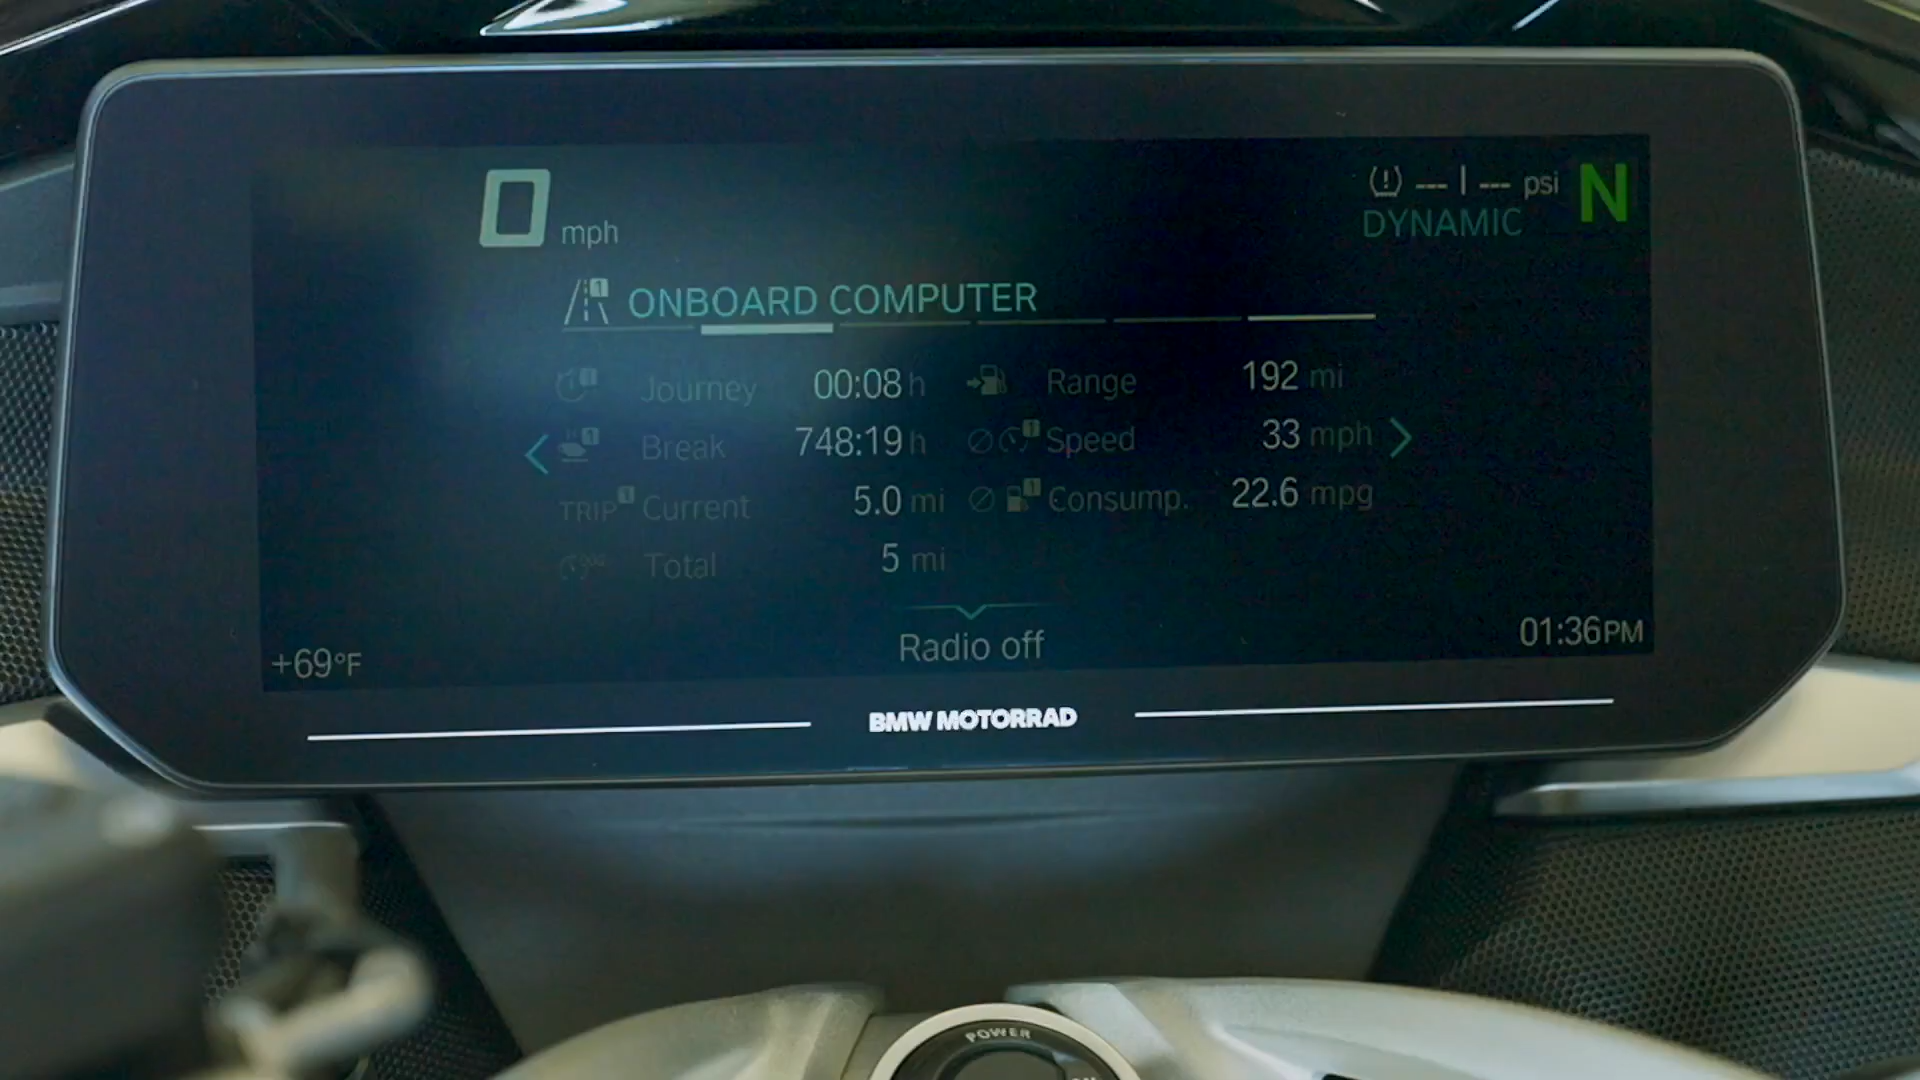 0 mph
--- | --- psi N
DYNAMIC
1 ONBOARD COMPUTER
Journey 00:08 h
Range 192 mi
Break 748:19 h
Speed 33 mph
TRIP 1 Current 5.0 mi
Consump. 22.6 mpg
Total 5 mi
Radio off
+69°F
01:36PM
BMW MOTORRAD
POWER